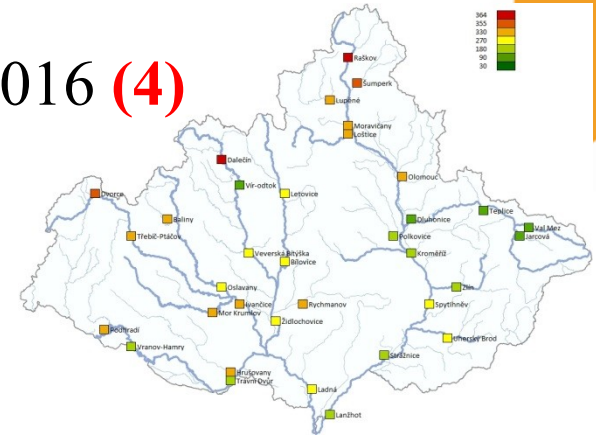 016 (4)
364
355
330
270
180
90
30
Raškov
Šumperk
Lupéné
Moravičany
Loštice
Dalečín
Olomouc
Vír-odtok
Letovice
Dvorce
Teplice
Baliny
Dluhonice
Val Mez
Jarcová
Třebíč-Ptáčov
Polkovice
Kroměříž
Veverská Bítýška
Bílovice
Oslavany
Zlín
Ivančice
Rychmanov
Spytihněv
Mor Krumlov
Židlochovice
Podhradí
Uherský Brod
Vranov-Hamry
Strážnice
Hrušovany
Travní Dvůr
Ladná
Lanžhot